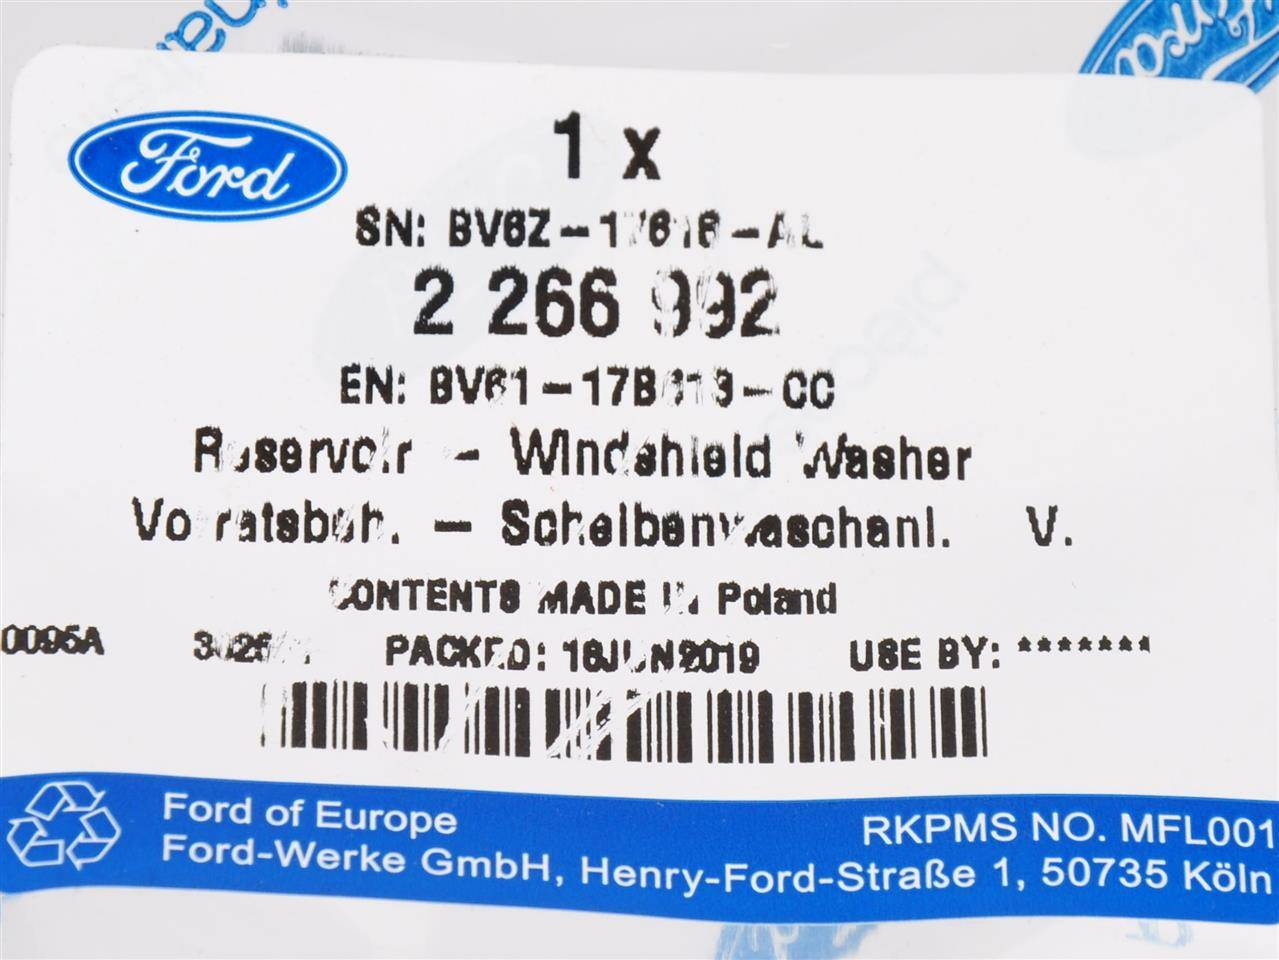 Ford
1 x
SN: BV6Z-17618-AL
2 266 992
EN: BV61-17B613-CC
Reservoir - Windshield Washer
Vorratsbeh. - Scheibenwaschanl. V.
CONTENTS MADE IN Poland
0095A PACKED: 16JUN2019 USE BY: *******
Ford of Europe
RKPMS NO. MFL001
Ford-Werke GmbH, Henry-Ford-Straße 1, 50735 Köln